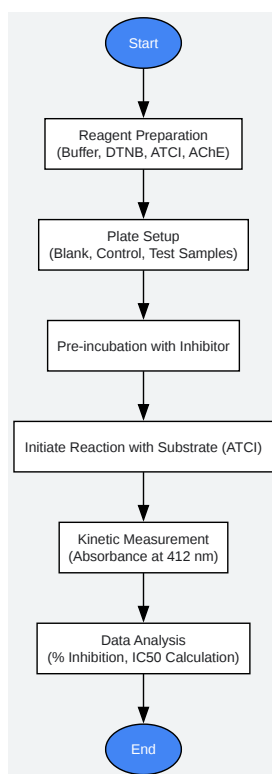 Start
Reagent Preparation
(Buffer, DTNB, ATCI, AChE)
Plate Setup
(Blank, Control, Test Samples)
Pre-incubation with Inhibitor
Initiate Reaction with Substrate (ATCI)
Kinetic Measurement
(Absorbance at 412 nm)
Data Analysis
(% Inhibition, IC50 Calculation)
End